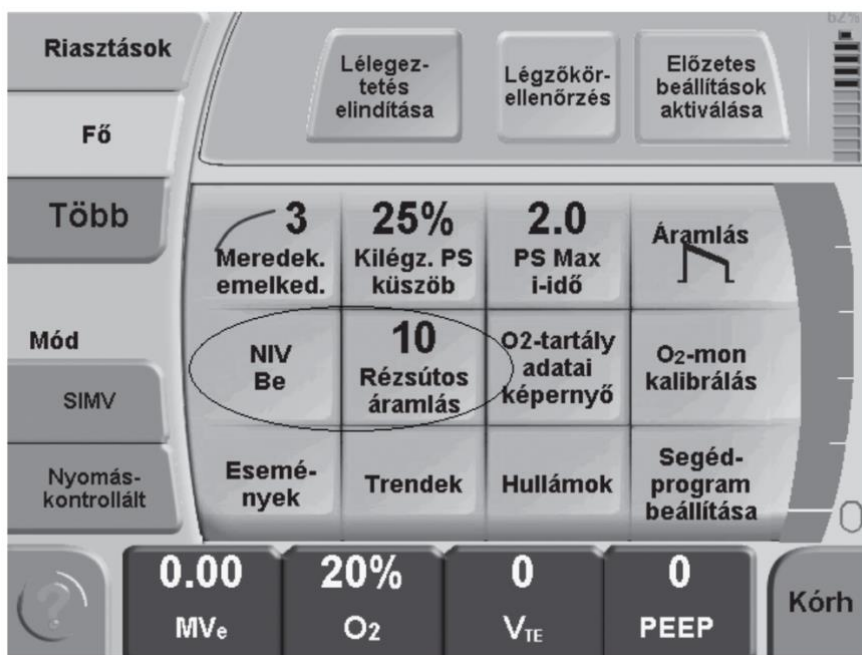 62%
Riasztások
Fő
Több
Mód
SIMV
Nyomás-
kontrollált
Lélegez-
tetés
elindítása
Légzőkör-
ellenőrzés
Előzetes
beállítások
aktiválása
3
Meredek.
emelked.
25%
Kilégz. PS
küszöb
2.0
PS Max
i-idő
Áramlás
NIV
Be
10
Rézsútos
áramlás
O2-tartály
adatai
képernyő
O2-mon
kalibrálás
Esemé-
nyek
Trendek
Hullámok
Segéd-
program
beállítása
0
?
0.00
MVe
20%
O2
0
VTE
0
PEEP
Kórh